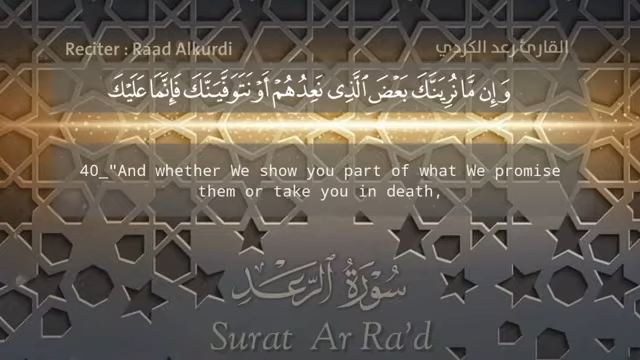 Reciter : Raad Alkurdi
القارئ رعد الكردي
وَإِن مَّا نُرِيَنَّكَ بَعْضَ ٱلَّذِى نَعِدُهُمْ أَوْ نَتَوَفَّيَنَّكَ فَإِنَّمَا عَلَيْكَ
40_"And whether We show you part of what We promise
them or take you in death,
سُورَةُ ٱلرَّعْدِ
Surat Ar Ra'd